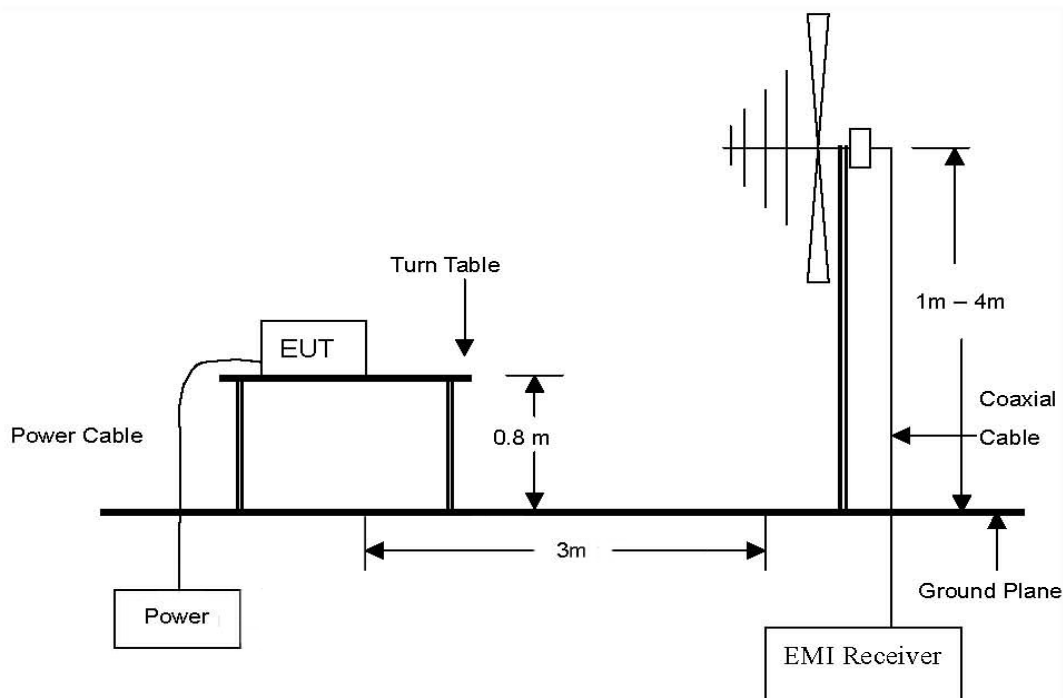 Turn Table
1m – 4m
EUT
Coaxial
Cable
0.8 m
Power Cable
3m
Ground Plane
Power
EMI Receiver